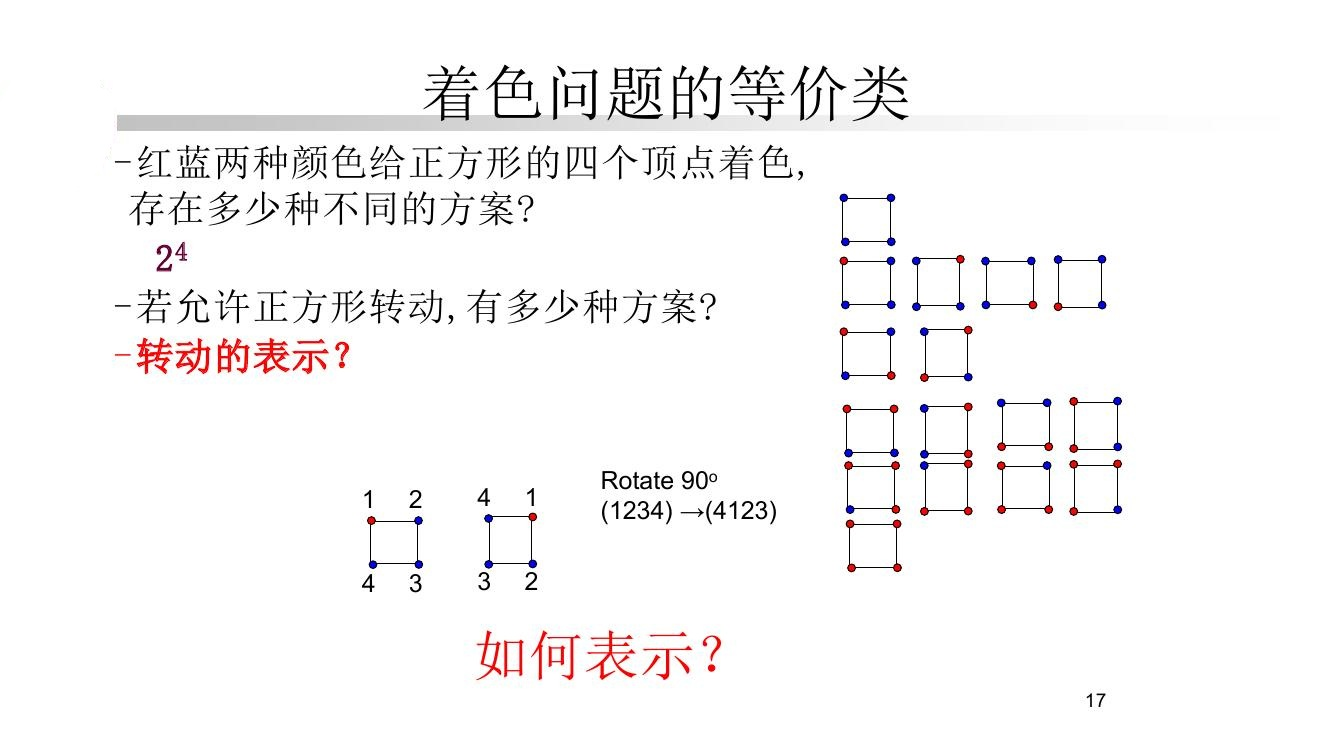 着色问题的等价类
-红蓝两种颜色给正方形的四个顶点着色,
存在多少种不同的方案?
2⁴
-若允许正方形转动,有多少种方案?
-转动的表示?
1 2
4 3
4 1
3 2
Rotate 90º
(1234) →(4123)
如何表示?
17